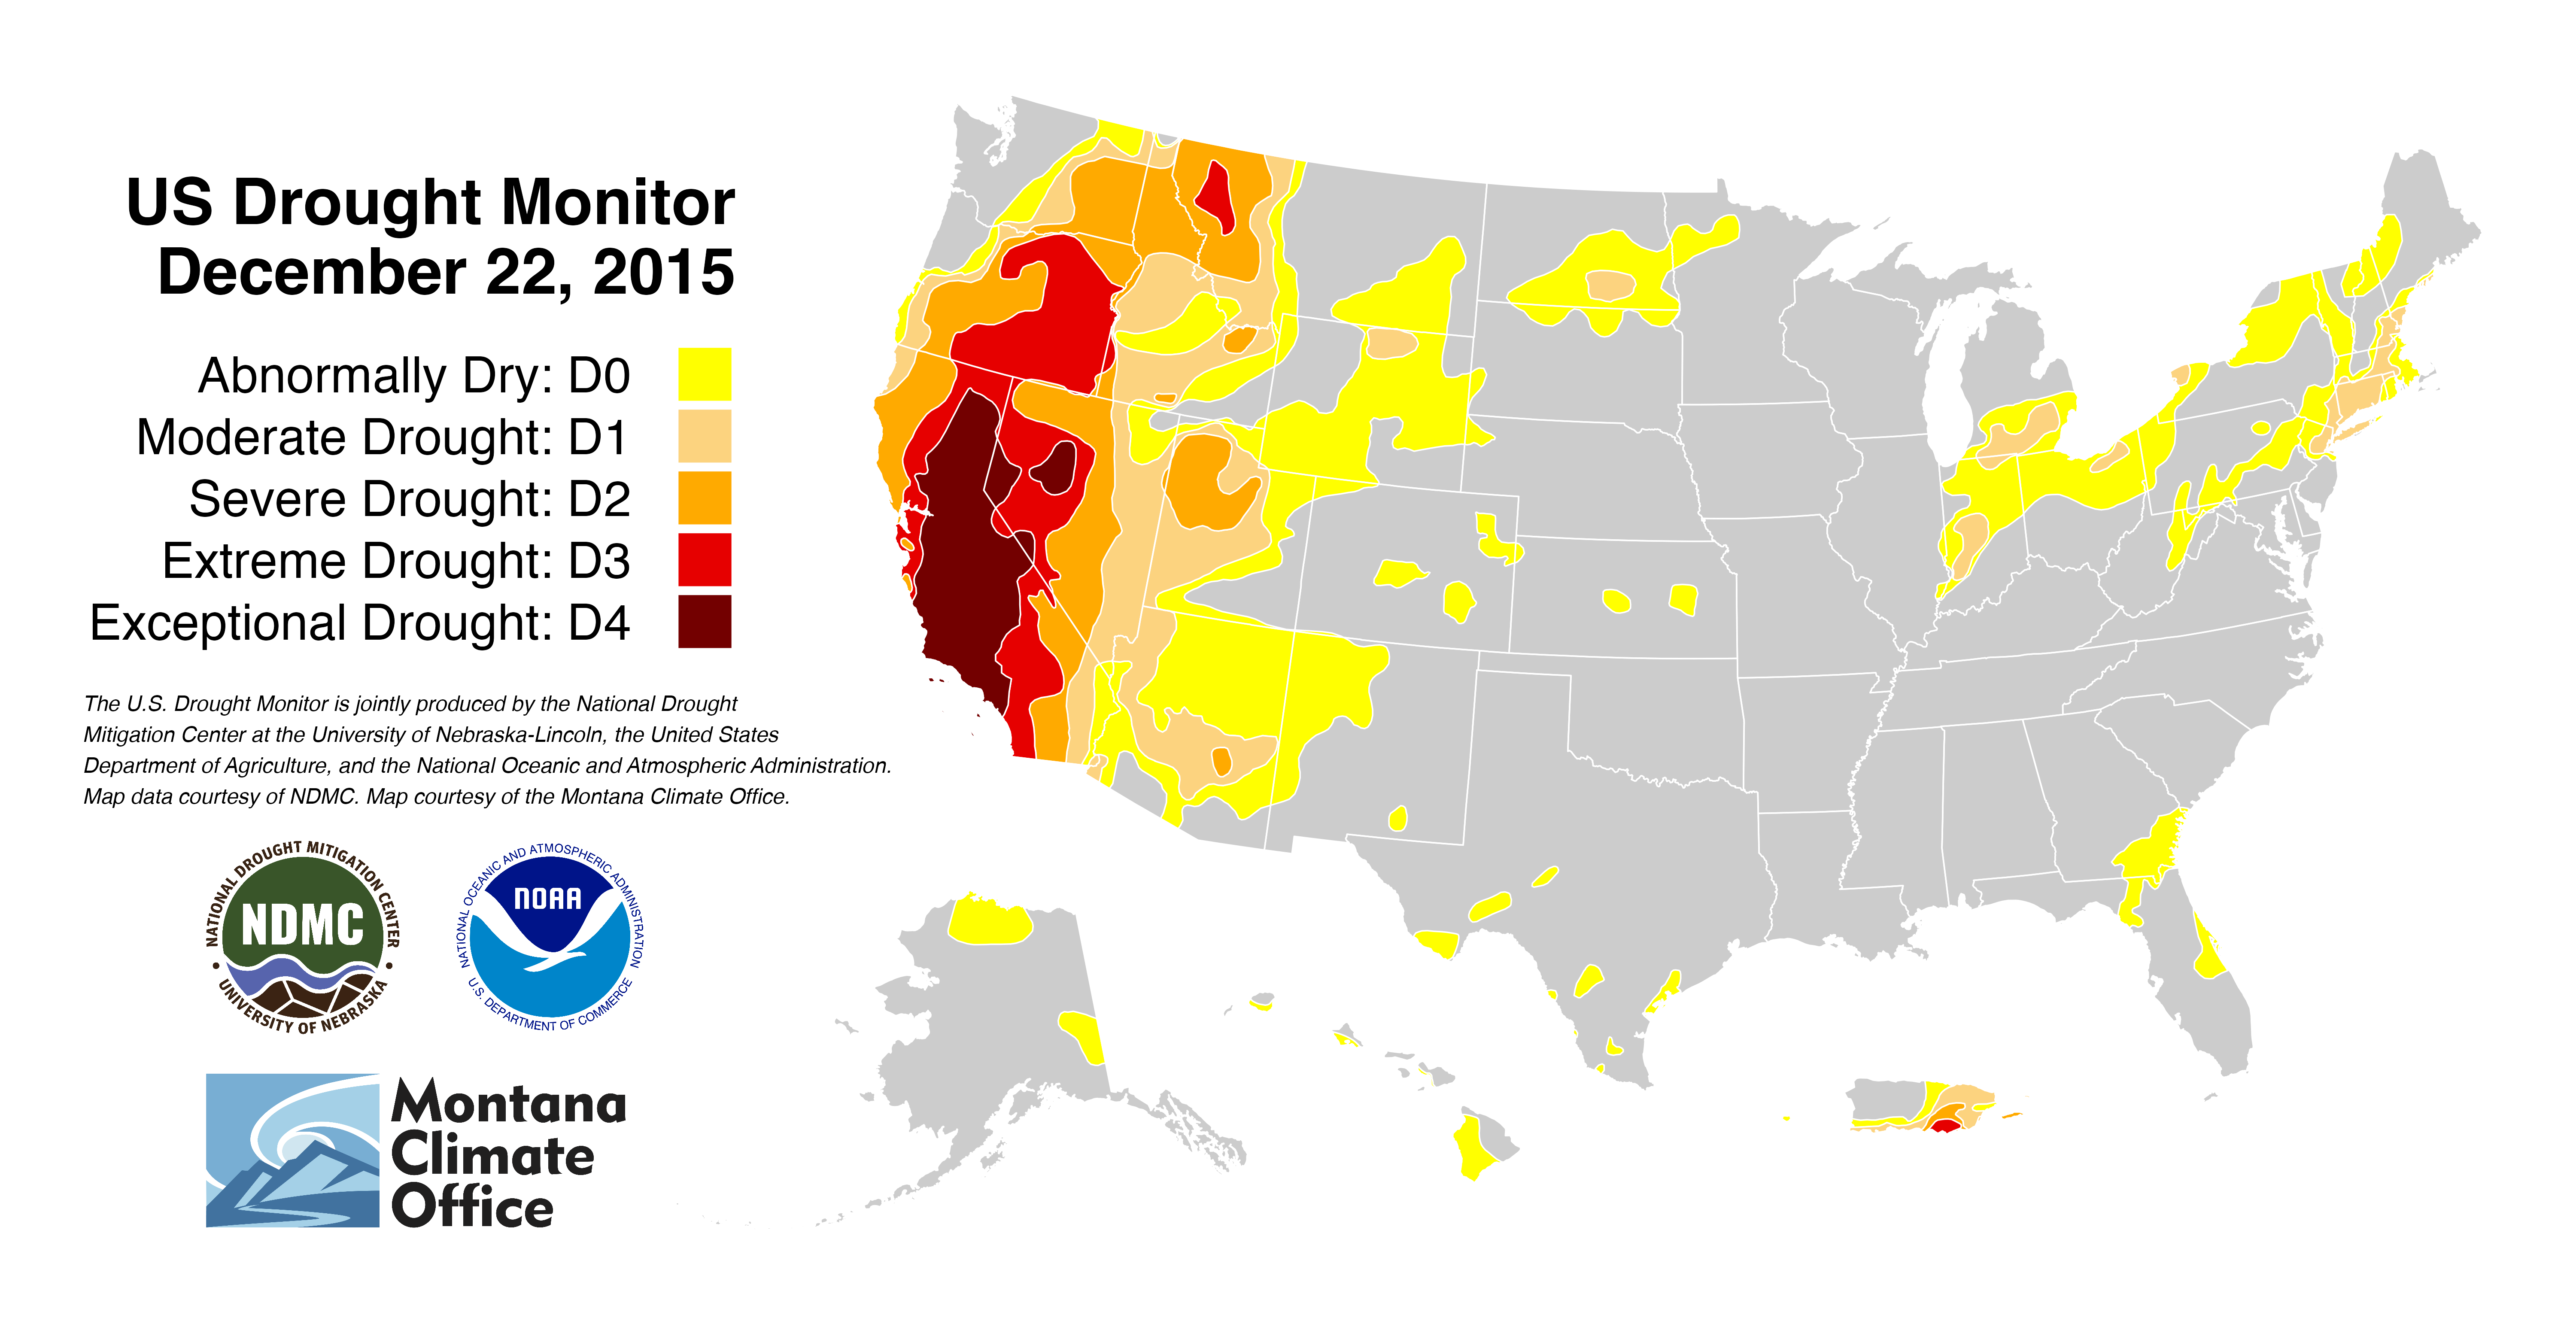 US Drought Monitor
December 22, 2015
Abnormally Dry: D0
Moderate Drought: D1
Severe Drought: D2
Extreme Drought: D3
Exceptional Drought: D4
The U.S. Drought Monitor is jointly produced by the National Drought
Mitigation Center at the University of Nebraska-Lincoln, the United States
Department of Agriculture, and the National Oceanic and Atmospheric Administration.
Map data courtesy of NDMC. Map courtesy of the Montana Climate Office.
NATIONAL DROUGHT MITIGATION CENTER
NDMC
• UNIVERSITY OF NEBRASKA •
NATIONAL OCEANIC AND ATMOSPHERIC ADMINISTRATION
NOAA
U.S. DEPARTMENT OF COMMERCE
Montana
Climate
Office